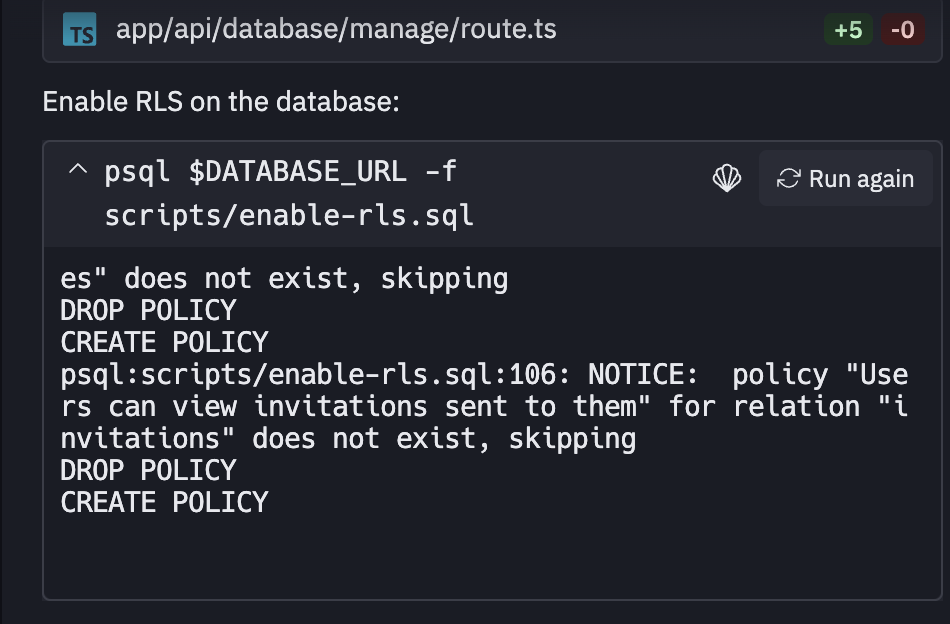 TS app/api/database/manage/route.ts +5 -0
Enable RLS on the database:
psql $DATABASE_URL -f
scripts/enable-rls.sql
Run again
es" does not exist, skipping
DROP POLICY
CREATE POLICY
psql:scripts/enable-rls.sql:106: NOTICE:  policy "Use
rs can view invitations sent to them" for relation "i
nvitations" does not exist, skipping
DROP POLICY
CREATE POLICY